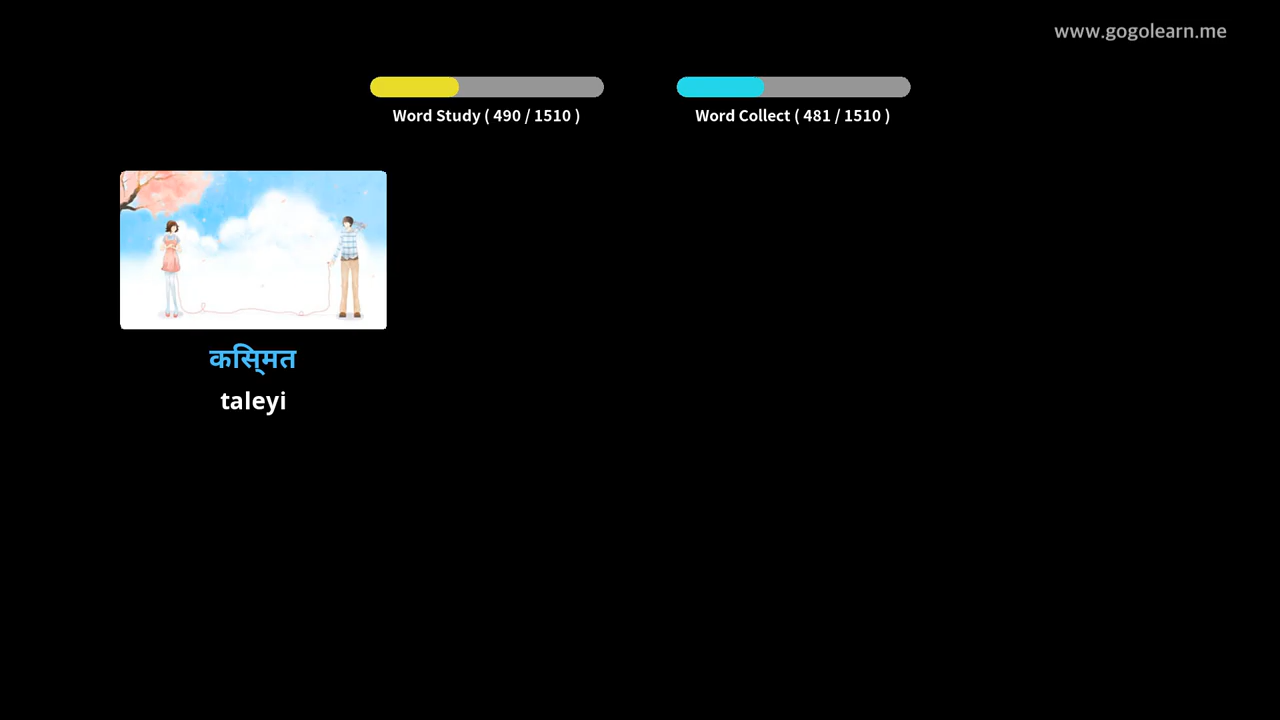 www.gogolearn.me
Word Study ( 490 / 1510 )
Word Collect ( 481 / 1510 )
कस्मित
taleyi